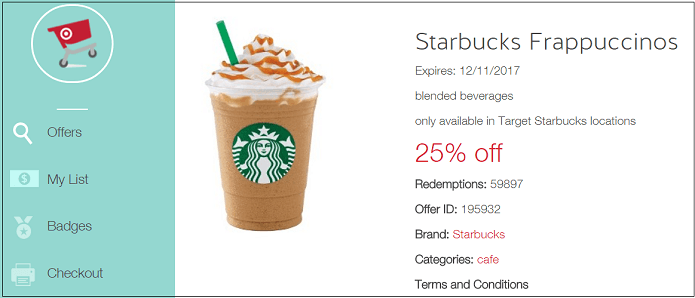 Offers
My List
Badges
Checkout
Starbucks Frappuccinos
Expires: 12/11/2017
blended beverages
only available in Target Starbucks locations
25% off
Redemptions: 59897
Offer ID: 195932
Brand: Starbucks
Categories: cafe
Terms and Conditions